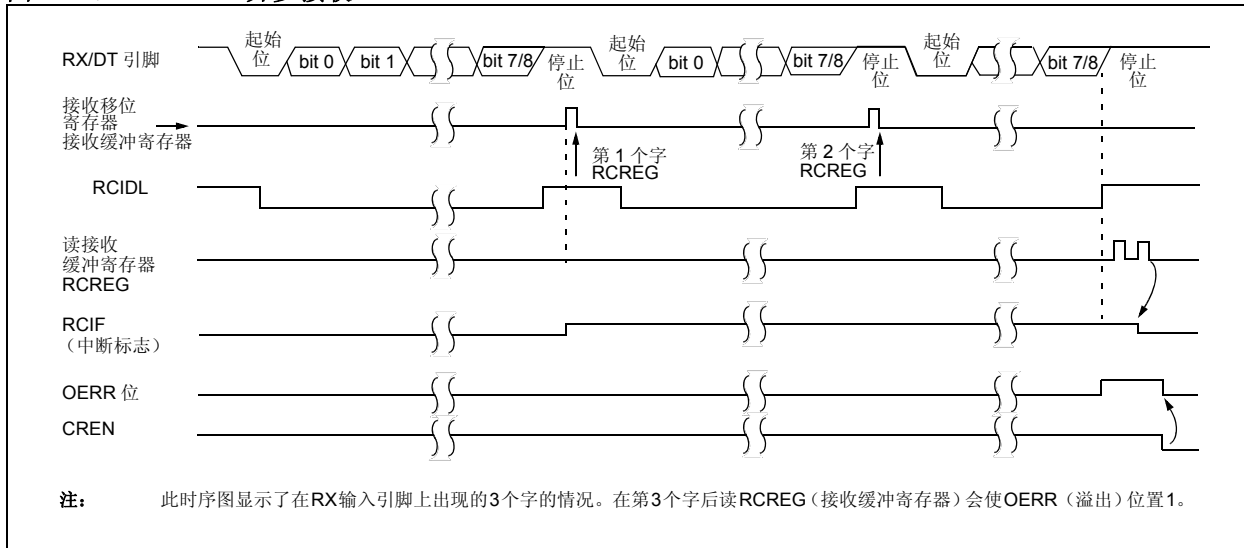 起始
位
bit 0
bit 1
bit 7/8
停止
位
起始
位
bit 0
bit 7/8
停止
位
起始
位
bit 7/8
停止
位
RX/DT 引脚
接收移位
寄存器
接收缓冲寄存器
第 1 个字
RCREG
第 2 个字
RCREG
RCIDL
读接收
缓冲寄存器
RCREG
RCIF
（中断标志）
OERR 位
CREN
注： 此时序图显示了在RX输入引脚上出现的3个字的情况。在第3个字后读RCREG（接收缓冲寄存器）会使OERR（溢出）位置1。